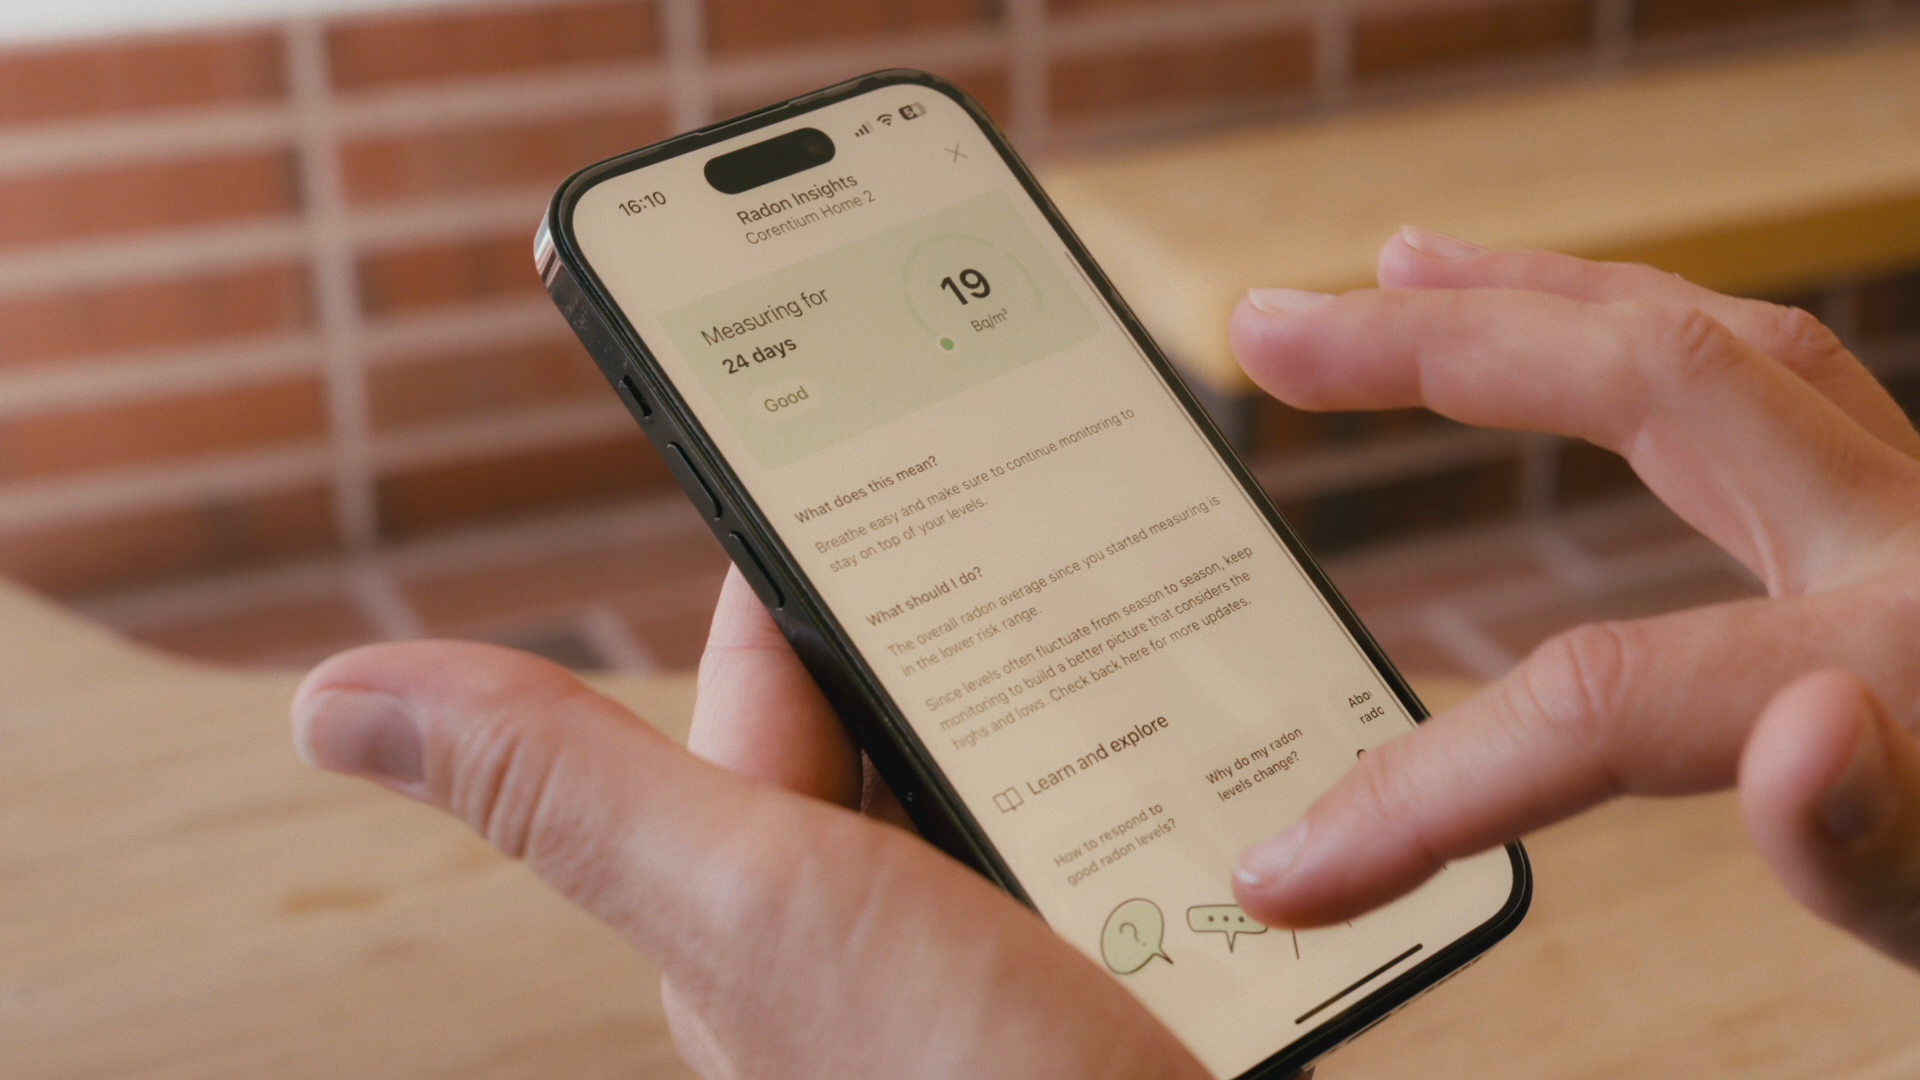 16:10
Radon Insights
Corentium Home 2
Measuring for
24 days
Good
19
Bq/m³
What does this mean?
Breathe easy and make sure to continue monitoring to
stay on top of your levels.
What should I do?
The overall radon average since you started measuring is
in the lower risk range.
Since levels often fluctuate from season to season, keep
monitoring to build a better picture that considers the
highs and lows. Check back here for more updates.
Learn and explore
How to respond to
good radon levels?
Why do my radon
levels change?